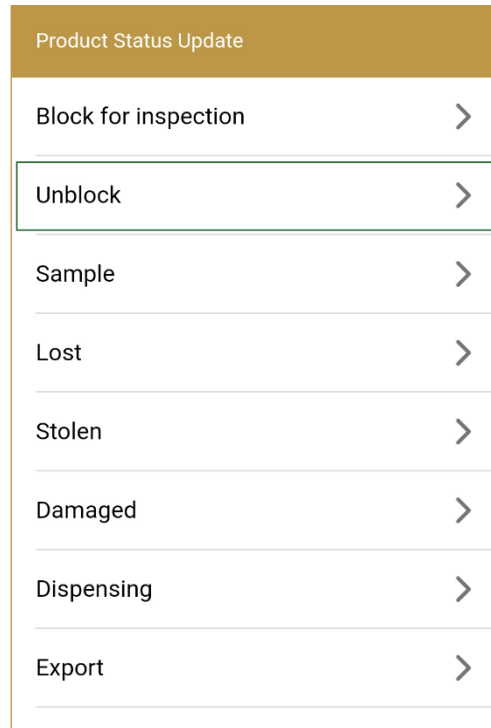 Product Status Update
Block for inspection
Unblock
Sample
Lost
Stolen
Damaged
Dispensing
Export